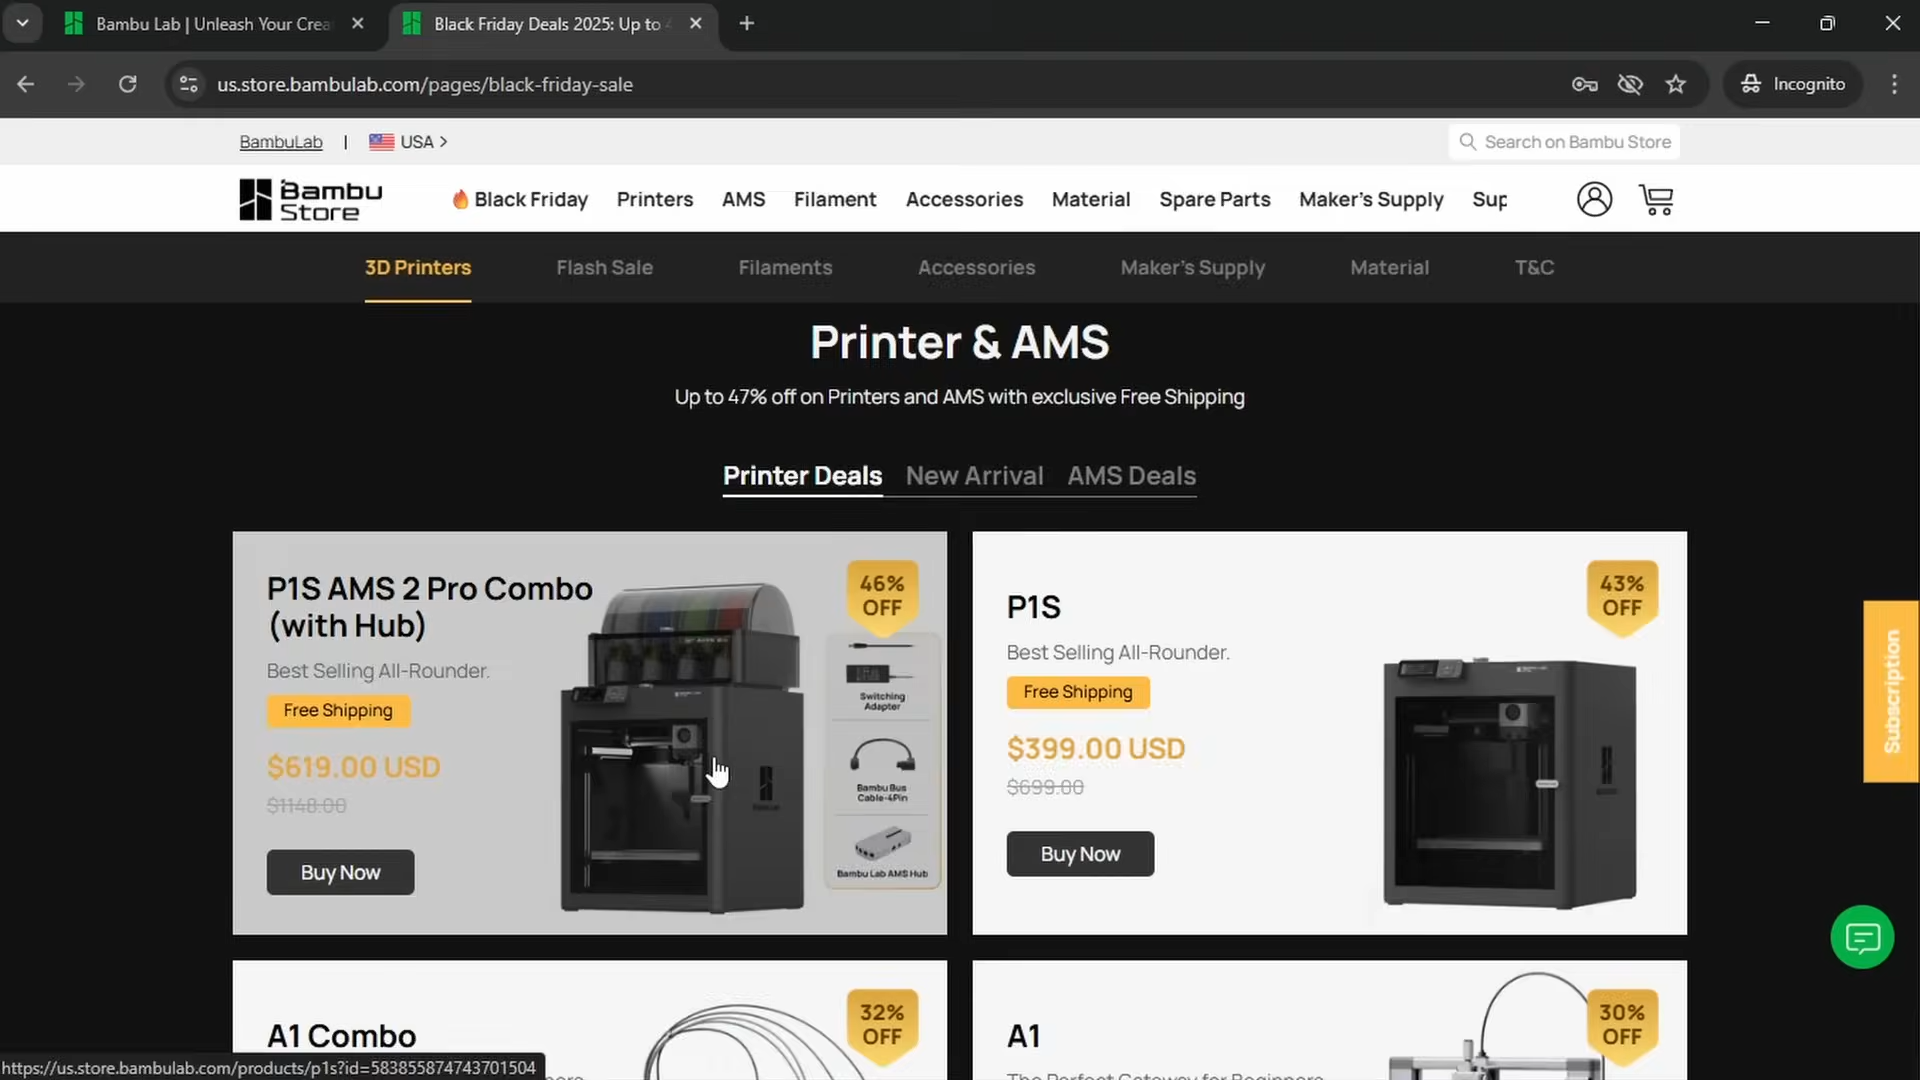 Bambu Lab | Unleash Your Crea
Black Friday Deals 2025: Up to 4
us.store.bambulab.com/pages/black-friday-sale
Incognito
BambuLab | USA >
Search on Bambu Store
Bambu
Store
Black Friday
Printers
AMS
Filament
Accessories
Material
Spare Parts
Maker's Supply
Sup
3D Printers
Flash Sale
Filaments
Accessories
Maker's Supply
Material
T&C
Printer & AMS
Up to 47% off on Printers and AMS with exclusive Free Shipping
Printer Deals
New Arrival
AMS Deals
P1S AMS 2 Pro Combo
(with Hub)
Best Selling All-Rounder.
Free Shipping
$619.00 USD
$1148.00
Buy Now
46%
OFF
Switching
Adapter
Bambu Bus
Cable-4Pin
Bambu Lab AMS Hub
P1S
Best Selling All-Rounder.
Free Shipping
$399.00 USD
$699.00
Buy Now
43%
OFF
Subscription
A1 Combo
32%
OFF
A1
The Perfect Gateway for Beginners
30%
OFF
https://us.store.bambulab.com/products/p1s?id=583855874743701504